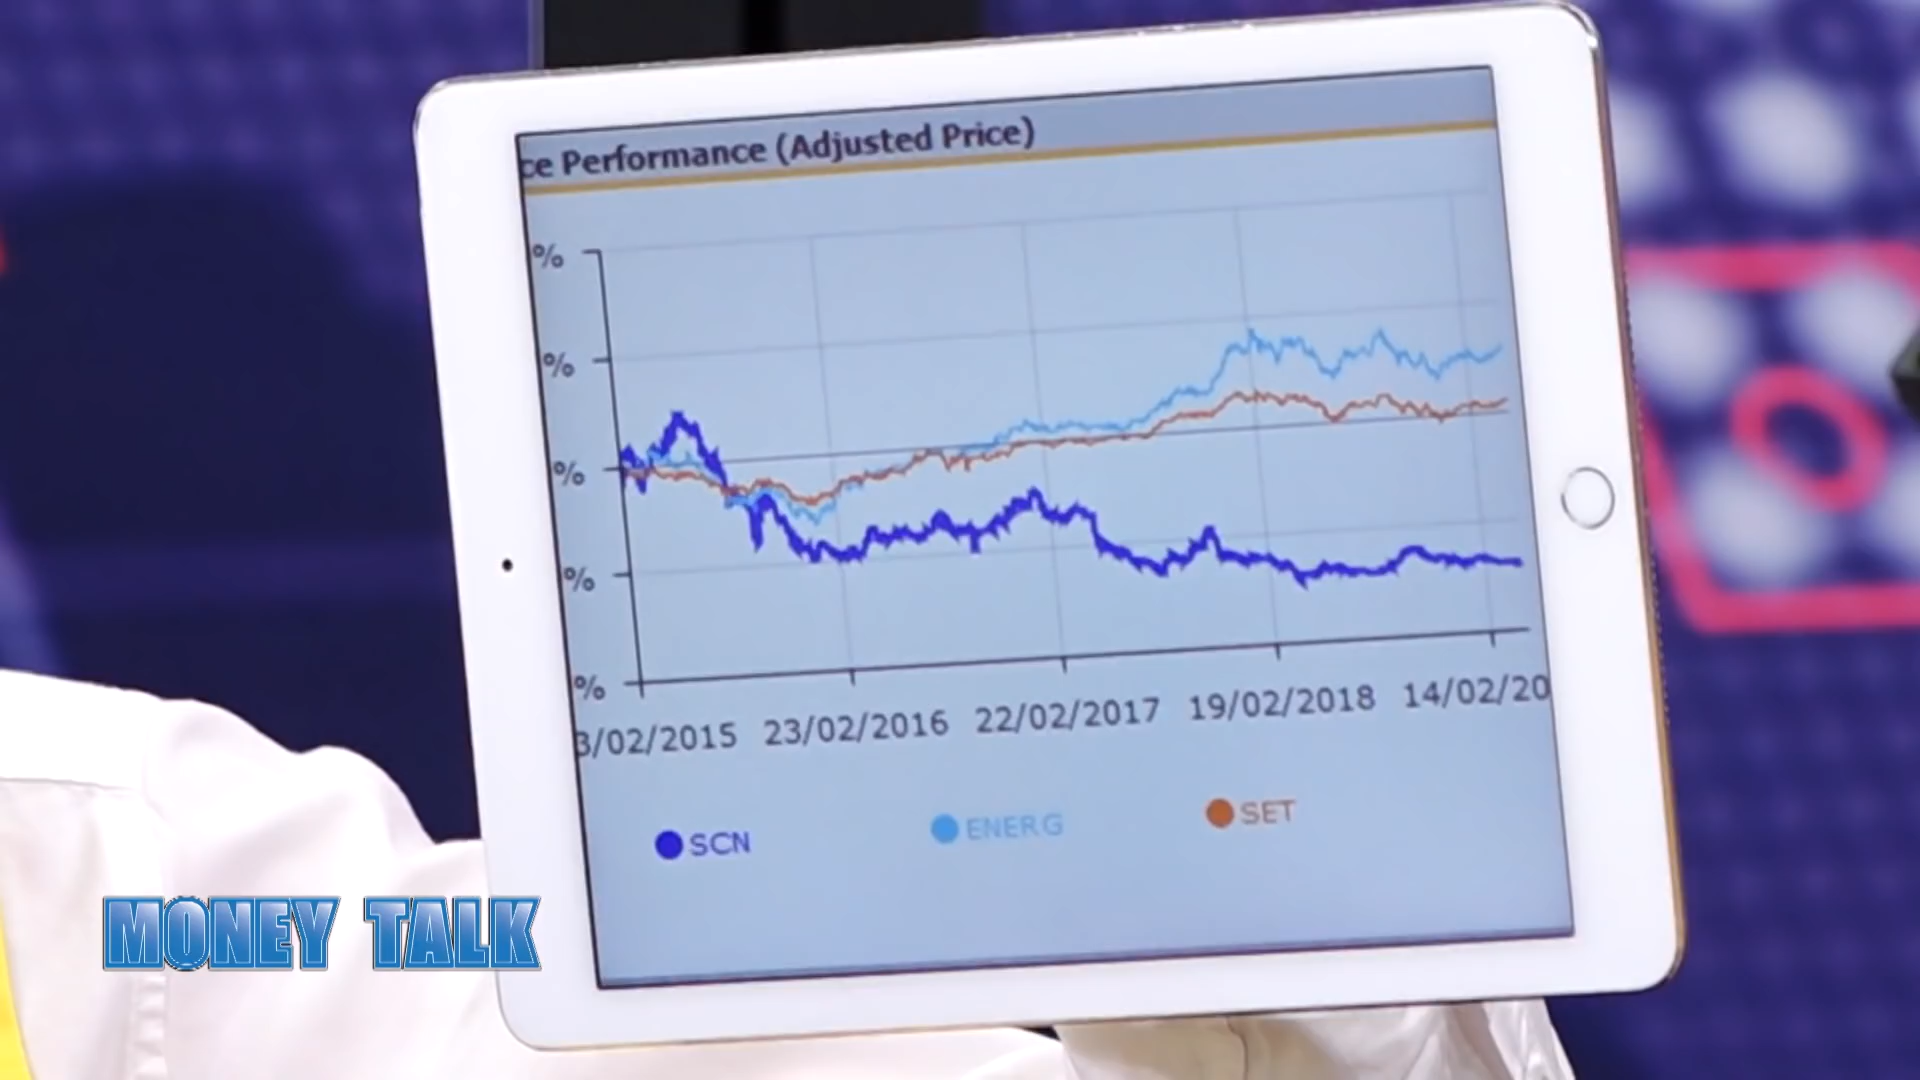 ce Performance (Adjusted Price)
%
%
%
%
%
3/02/2015 23/02/2016 22/02/2017 19/02/2018 14/02/20
SCN ENERG SET
MONEY TALK